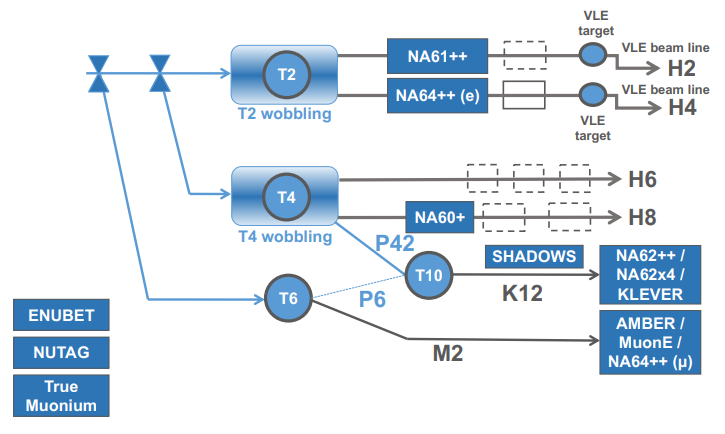 VLE
target
NA61++
VLE beam line
T2
H2
NA64++ (e)
VLE beam line
H4
T2 wobbling
VLE
target
T4
H6
NA60+
H8
T4 wobbling
P42
SHADOWS
NA62++ /
NA62x4 /
KLEVER
T10
K12
T6
P6
ENUBET
AMBER /
MuonE /
NA64++ (μ)
M2
NUTAG
True
Muonium